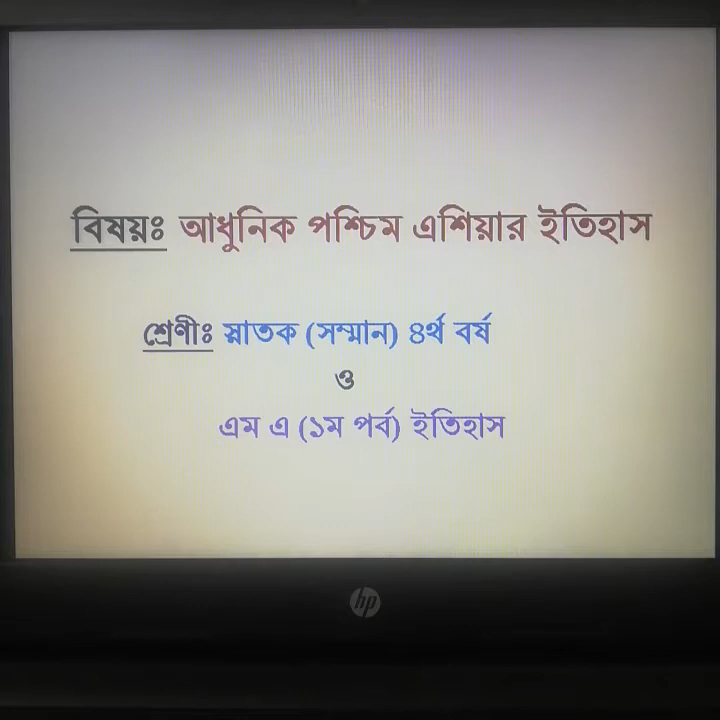 বিষয়ঃ আধুনিক পশ্চিম এশিয়ার ইতিহাস
শ্রেণীঃ স্নাতক (সম্মান) ৪র্থ বর্ষ
ও
এম এ (১ম পর্ব) ইতিহাস
hp